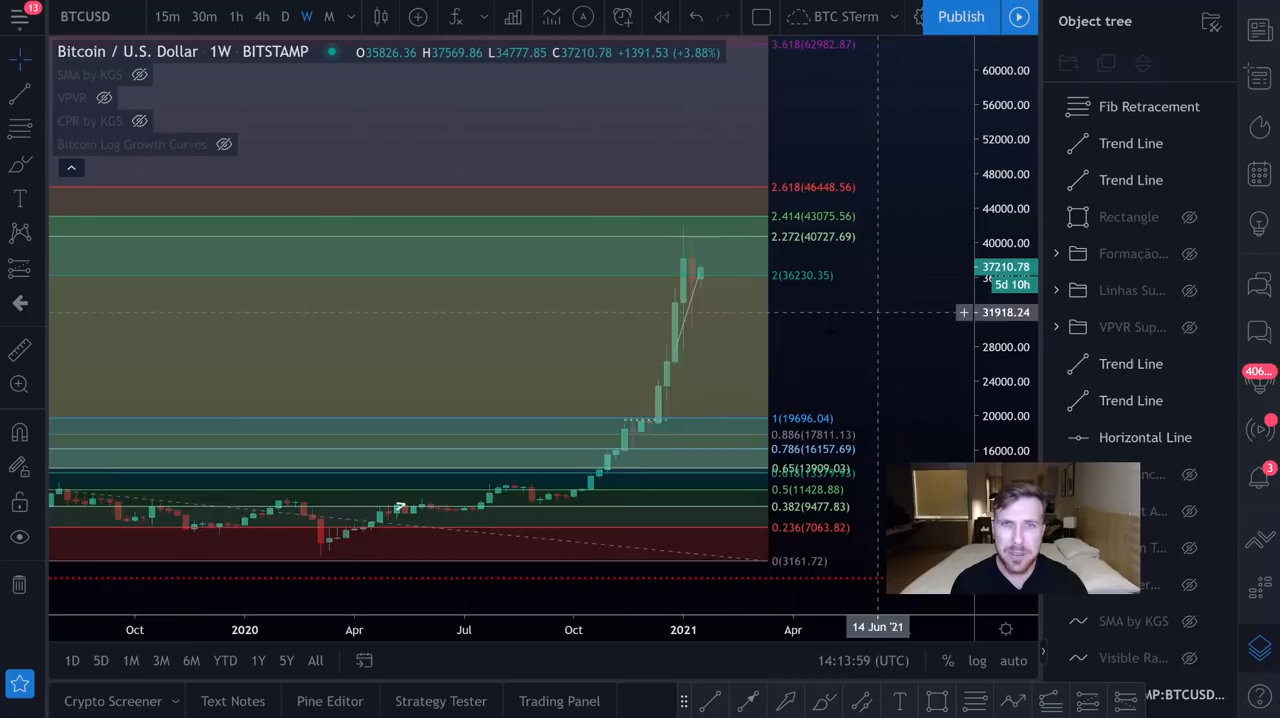 13
BTCUSD 15m 30m 1h 4h D W M BTC STerm Publish Object tree
Bitcoin / U.S. Dollar 1W BITSTAMP O35826.36 H37569.86 L34777.85 C37210.78 +1391.53 (+3.88%)
SMA by KGS
VPVR
CPR by KGS
Bitcoin Log Growth Curves
3.618(62982.87)
2.618(46448.56)
2.414(43075.56)
2.272(40727.69)
2(36230.35)
1(19696.04)
0.886(17811.13)
0.786(16157.69)
0.65(13909.03)
0.5(11428.88)
0.382(9477.83)
0.236(7063.82)
0(3161.72)
60000.00
56000.00
52000.00
48000.00
44000.00
40000.00
37210.78
5d 10h
31918.24
28000.00
24000.00
20000.00
16000.00
Fib Retracement
Trend Line
Trend Line
Rectangle
Formação...
Linhas Su...
VPVR Sup...
Trend Line
Trend Line
Horizontal Line
SMA by KGS
Visible Ra...
406...
3
Oct 2020 Apr Jul Oct 2021 Apr 14 Jun '21
1D 5D 1M 3M 6M YTD 1Y 5Y All 14:13:59 (UTC) % log auto
Crypto Screener Text Notes Pine Editor Strategy Tester Trading Panel
MP:BTCUSD...